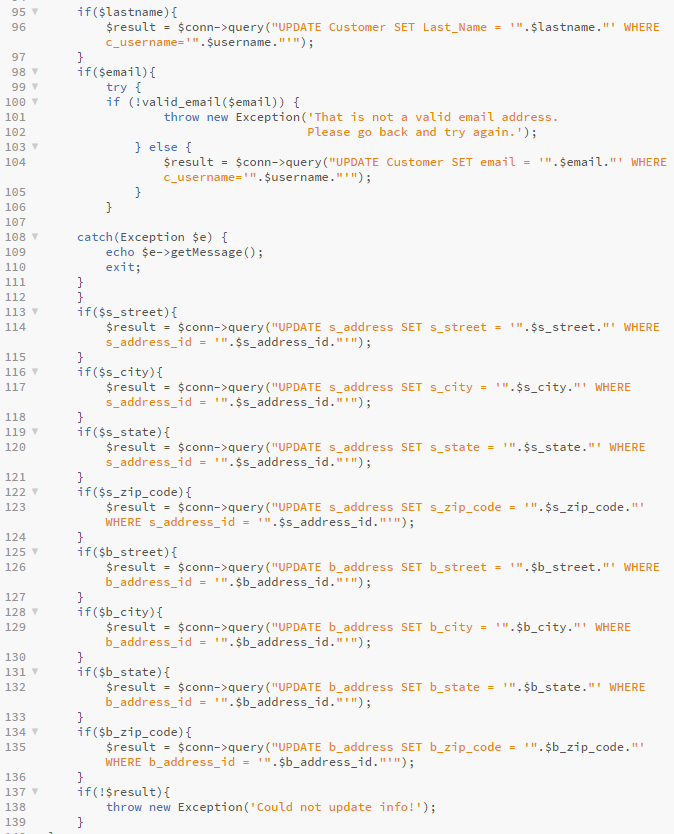 95 if($lastname){
96 $result = $conn->query("UPDATE Customer SET Last_Name = '".$lastname."' WHERE
c_username='".$username."'");
97 }
98 if($email){
99 try {
100 if (!valid_email($email)) {
101 throw new Exception('That is not a valid email address.
102 Please go back and try again.');
103 } else {
104 $result = $conn->query("UPDATE Customer SET email = '".$email."' WHERE
c_username='".$username."'");
105 }
106 }
107
108 catch(Exception $e) {
109 echo $e->getMessage();
110 exit;
111 }
112 }
113 if($s_street){
114 $result = $conn->query("UPDATE s_address SET s_street = '".$s_street."' WHERE
s_address_id = '".$s_address_id."'");
115 }
116 if($s_city){
117 $result = $conn->query("UPDATE s_address SET s_city = '".$s_city."' WHERE
s_address_id = '".$s_address_id."'");
118 }
119 if($s_state){
120 $result = $conn->query("UPDATE s_address SET s_state = '".$s_state."' WHERE
s_address_id = '".$s_address_id."'");
121 }
122 if($s_zip_code){
123 $result = $conn->query("UPDATE s_address SET s_zip_code = '".$s_zip_code."'
WHERE s_address_id = '".$s_address_id."'");
124 }
125 if($b_street){
126 $result = $conn->query("UPDATE b_address SET b_street = '".$b_street."' WHERE
b_address_id = '".$b_address_id."'");
127 }
128 if($b_city){
129 $result = $conn->query("UPDATE b_address SET b_city = '".$b_city."' WHERE
b_address_id = '".$b_address_id."'");
130 }
131 if($b_state){
132 $result = $conn->query("UPDATE b_address SET b_state = '".$b_state."' WHERE
b_address_id = '".$b_address_id."'");
133 }
134 if($b_zip_code){
135 $result = $conn->query("UPDATE b_address SET b_zip_code = '".$b_zip_code."'
WHERE b_address_id = '".$b_address_id."'");
136 }
137 if(!$result){
138 throw new Exception('Could not update info!');
139 }